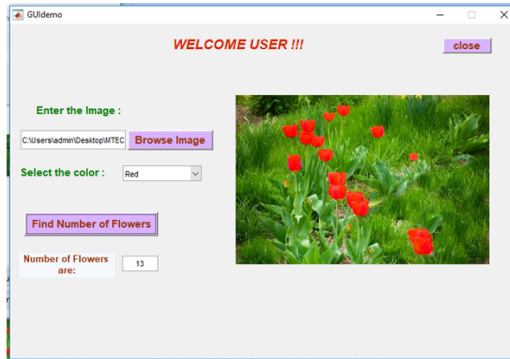 GUIdemo
WELCOME USER !!!
close
Enter the Image :
C:\Users\admin\Desktop\MTEC
Browse Image
Select the color :
Red
Find Number of Flowers
Number of Flowers
are:
13